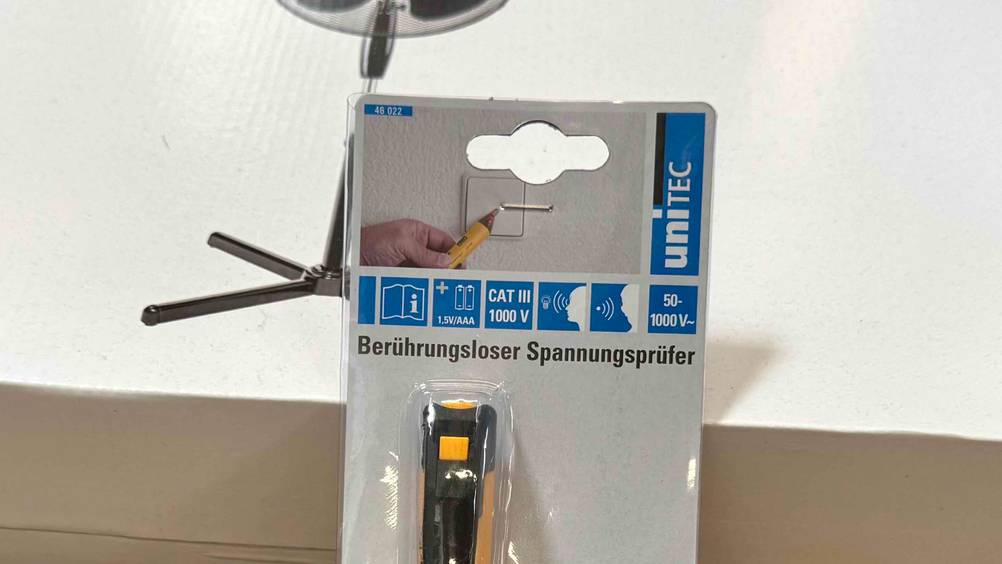 46 022
uniTEC
1,5V/AAA
CAT III
1000 V
50-
1000 V~
Berührungsloser Spannungsprüfer